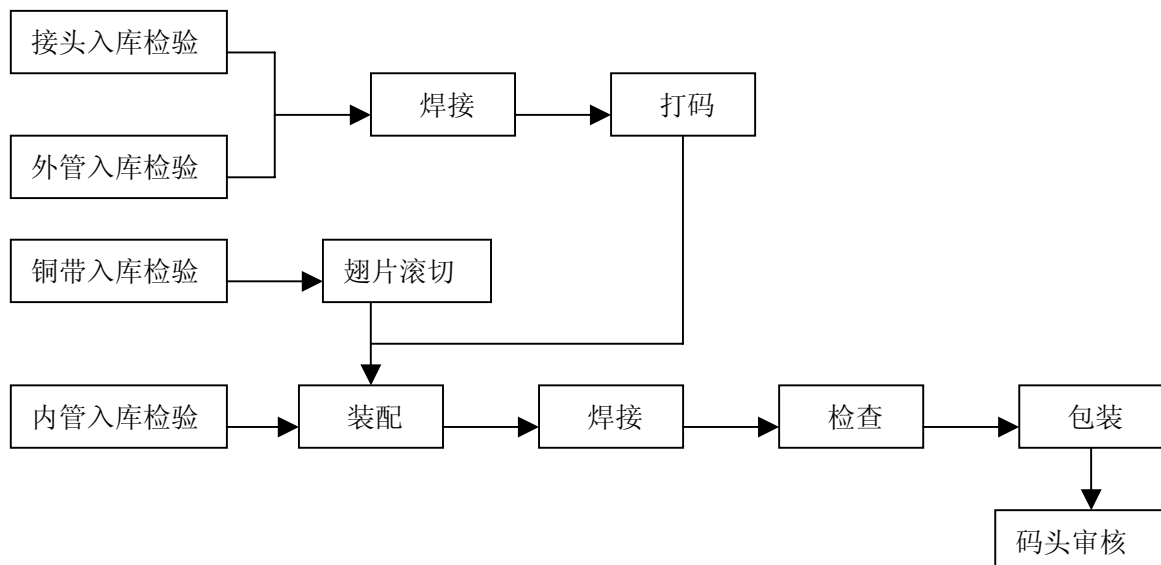 接头入库检验
焊接
打码
外管入库检验
铜带入库检验
翅片滚切
内管入库检验
装配
焊接
检查
包装
码头审核